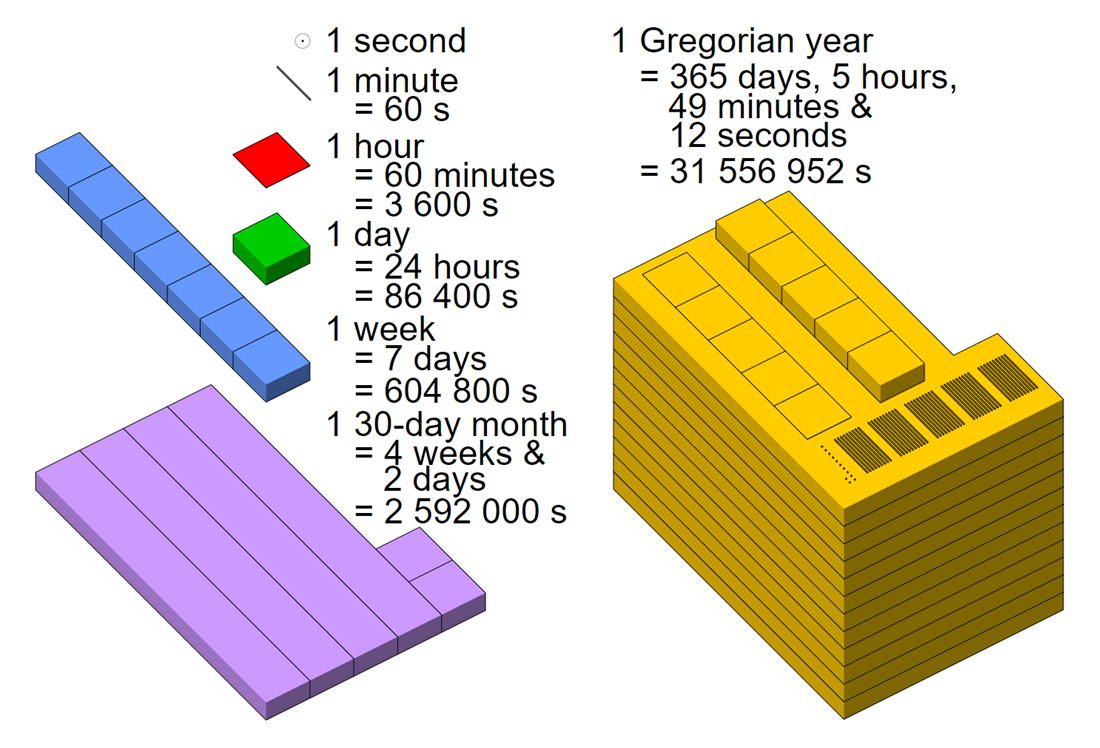 1 second
1 minute
= 60 s
1 hour
= 60 minutes
= 3 600 s
1 day
= 24 hours
= 86 400 s
1 week
= 7 days
= 604 800 s
1 30-day month
= 4 weeks &
2 days
= 2 592 000 s
1 Gregorian year
= 365 days, 5 hours,
49 minutes &
12 seconds
= 31 556 952 s